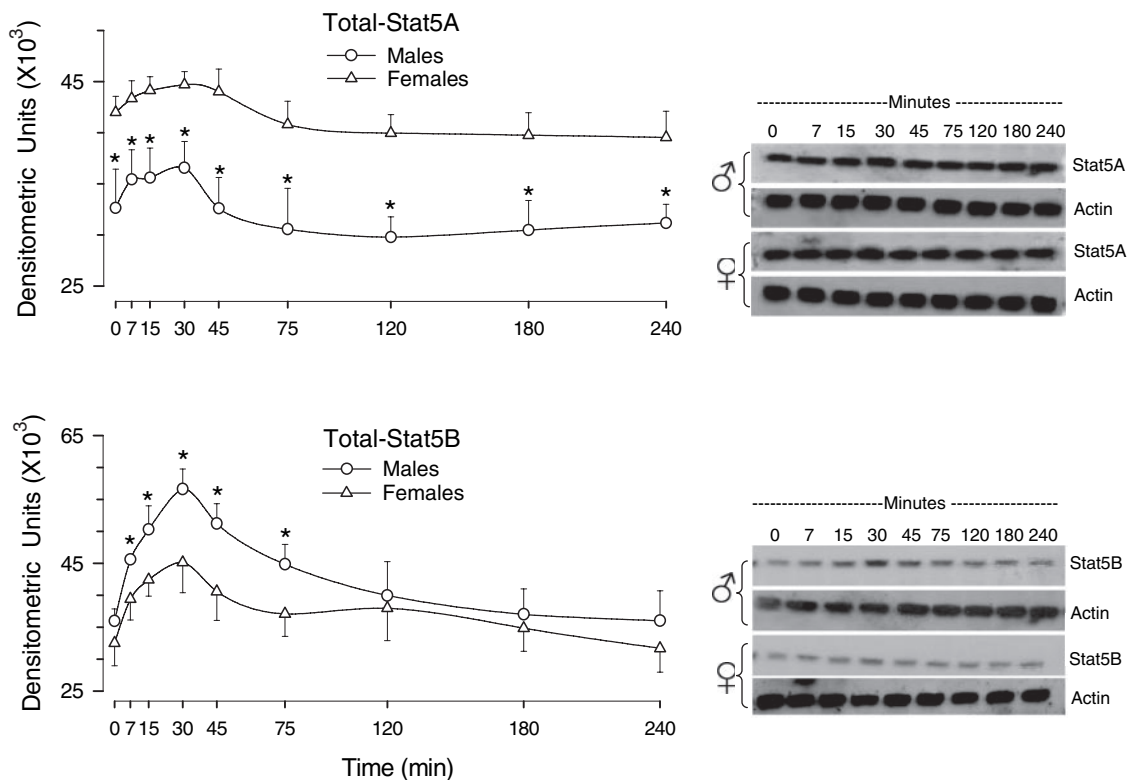 Total-Stat5A
Males
Females
Densitometric Units (X10³)
45
25
0 7 15 30 45 75 120 180 240
* * * * * * * * *
Minutes
0 7 15 30 45 75 120 180 240
♂
Stat5A
Actin
♀
Stat5A
Actin
Total-Stat5B
Males
Females
Densitometric Units (X10³)
65
45
25
* * * * *
0 7 15 30 45 75 120 180 240
Time (min)
Minutes
0 7 15 30 45 75 120 180 240
♂
Stat5B
Actin
♀
Stat5B
Actin